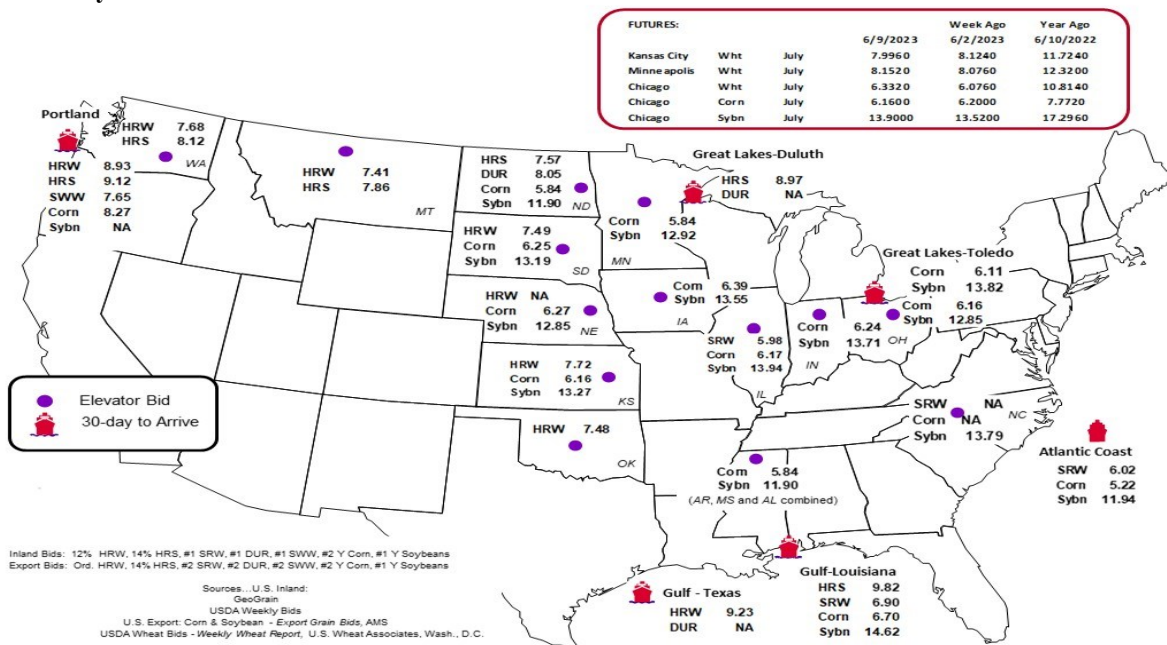 FUTURES: Week Ago Year Ago
6/9/2023 6/2/2023 6/10/2022
Kansas City Wht July 7.9960 8.1240 11.7240
Minneapolis Wht July 8.1520 8.0760 12.3200
Chicago Wht July 6.3320 6.0760 10.8140
Chicago Corn July 6.1600 6.2000 7.7720
Chicago Sybn July 13.9000 13.5200 17.2960
Portland
HRW 8.93
HRS 9.12
SWW 7.65
Corn 8.27
Sybn NA
HRW 7.68
HRS 8.12
WA
HRW 7.41
HRS 7.86
MT
HRS 7.57
DUR 8.05
Corn 5.84
Sybn 11.90
ND
HRW 7.49
Corn 6.25
Sybn 13.19
SD
HRW NA
Corn 6.27
Sybn 12.85
NE
HRW 7.72
Corn 6.16
Sybn 13.27
KS
HRW 7.48
OK
Great Lakes-Duluth
HRS 8.97
DUR NA
Corn 5.84
Sybn 12.92
MN
Corn 6.39
Sybn 13.55
IA
SRW 5.98
Corn 6.17
Sybn 13.94
IL
Great Lakes-Toledo
Corn 6.11
Sybn 13.82
Corn 6.16
Sybn 12.85
OH
Corn 6.24
Sybn 13.71
IN
SRW NA
Corn NA
Sybn 13.79
NC
Atlantic Coast
SRW 6.02
Corn 5.22
Sybn 11.94
Corn 5.84
Sybn 11.90
(AR, MS and AL combined)
Gulf-Louisiana
HRS 9.82
SRW 6.90
Corn 6.70
Sybn 14.62
Gulf - Texas
HRW 9.23
DUR NA
Elevator Bid
30-day to Arrive
Inland Bids: 12% HRW, 14% HRS, #1 SRW, #1 DUR, #1 SWW, #2 Y Corn, #1 Y Soybeans
Export Bids: Ord. HRW, 14% HRS, #2 SRW, #2 DUR, #2 SWW, #2 Y Corn, #1 Y Soybeans
Sources...U.S. Inland:
GeoGrain
USDA Weekly Bids
U.S. Export: Corn & Soybean - Export Grain Bids, AMS
USDA Wheat Bids - Weekly Wheat Report, U.S. Wheat Associates, Wash., D.C.